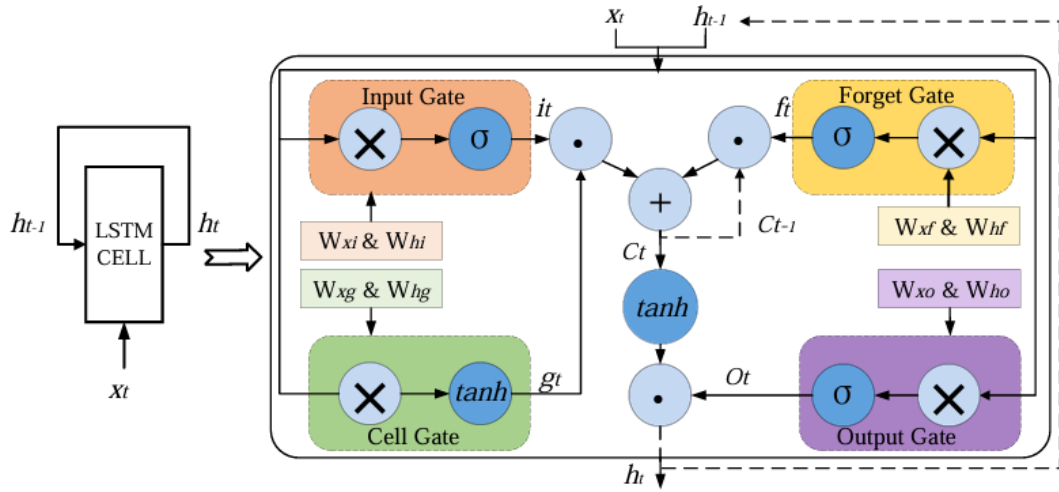 xt ht-1
Input Gate
it
ft
Forget Gate
× σ · · σ ×
ht-1
LSTM
CELL
ht
+
Wxi & Whi
Ct
Ct-1
Wxf & Whf
Wxg & Whg
tanh
Wxo & Who
xt
× tanh
gt
·
Ot
σ ×
Cell Gate
Output Gate
ht